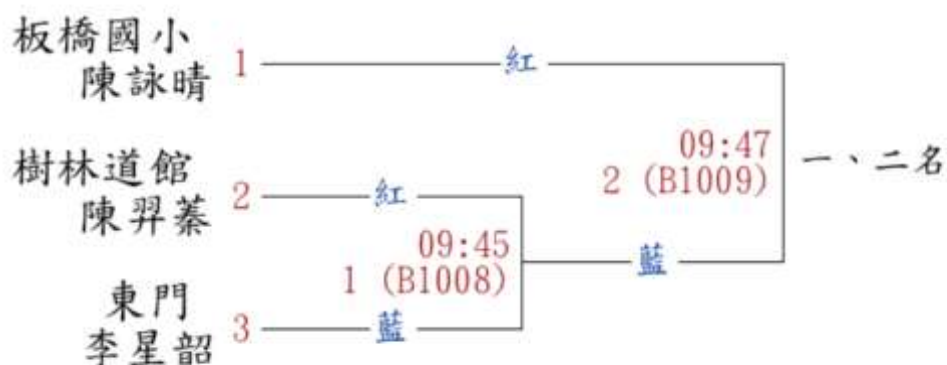 板橋國小
陳詠晴
1
紅
樹林道館
陳羿蓁
2
紅
09:47
2 (B1009)
一、二名
09:45
1 (B1008)
藍
東門
李星韶
3
藍